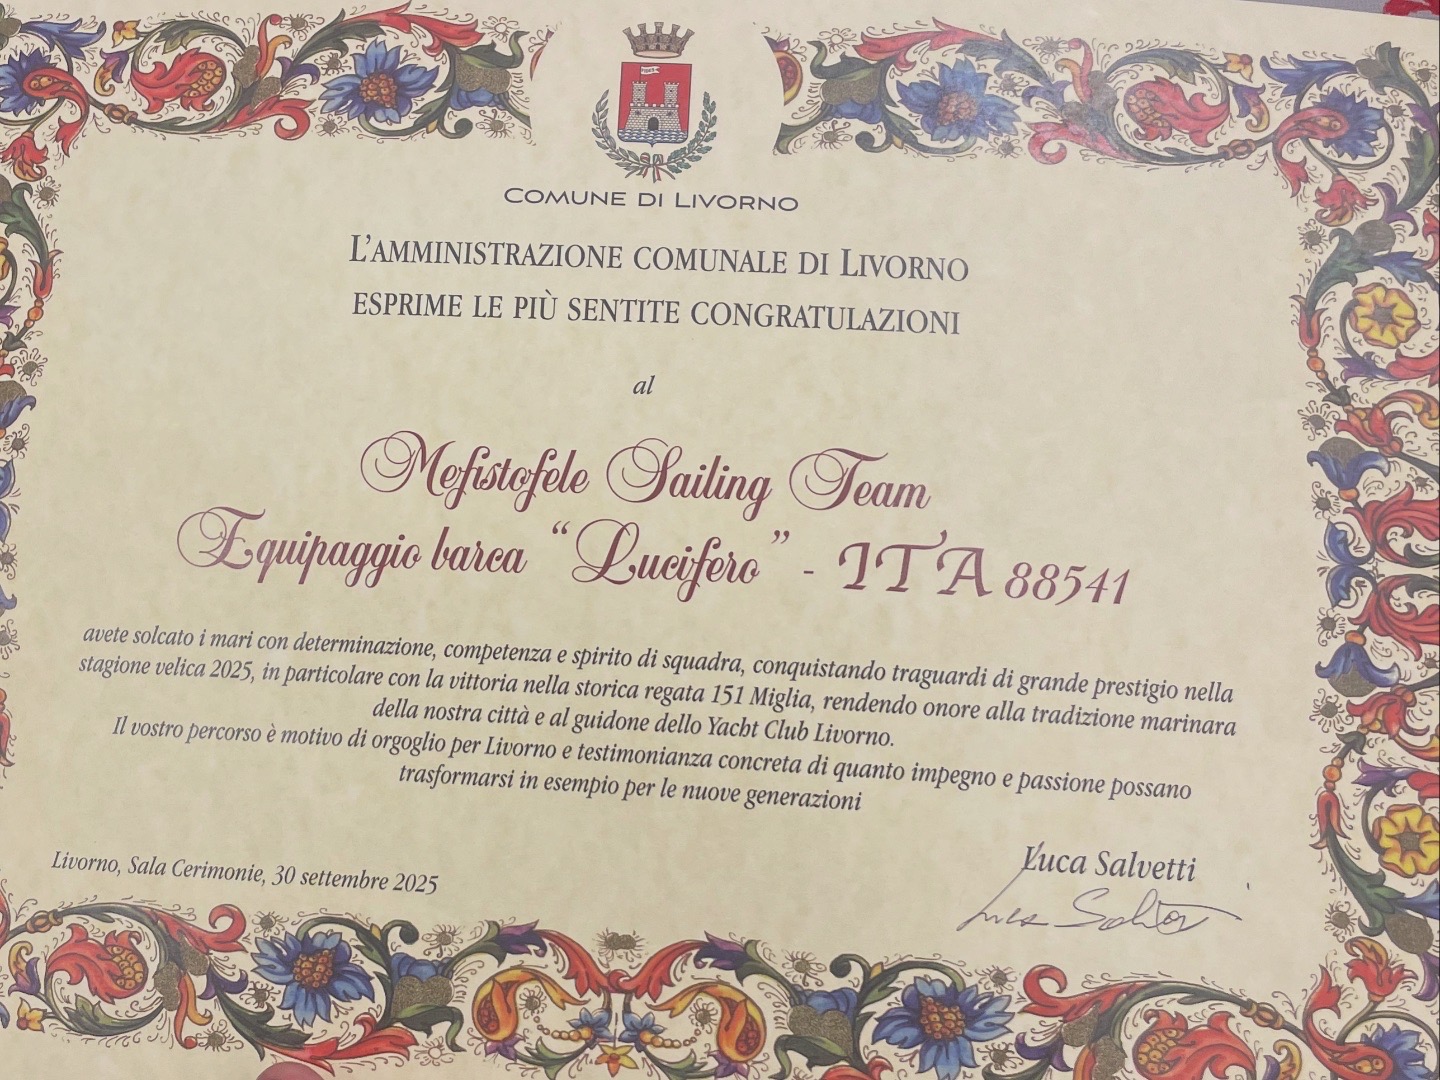 COMUNE DI LIVORNO
L'AMMINISTRAZIONE COMUNALE DI LIVORNO
ESPRIME LE PIÙ SENTITE CONGRATULAZIONI
al
Mefistofele Sailing Team
Equipaggio barca “Lucifero” - ITA 88541
avete solcato i mari con determinazione, competenza e spirito di squadra, conquistando traguardi di grande prestigio nella
stagione velica 2025, in particolare con la vittoria nella storica regata 151 Miglia, rendendo onore alla tradizione marinara
della nostra città e al guidone dello Yacht Club Livorno.
Il vostro percorso è motivo di orgoglio per Livorno e testimonianza concreta di quanto impegno e passione possano
trasformarsi in esempio per le nuove generazioni
Livorno, Sala Cerimonie, 30 settembre 2025
Luca Salvetti